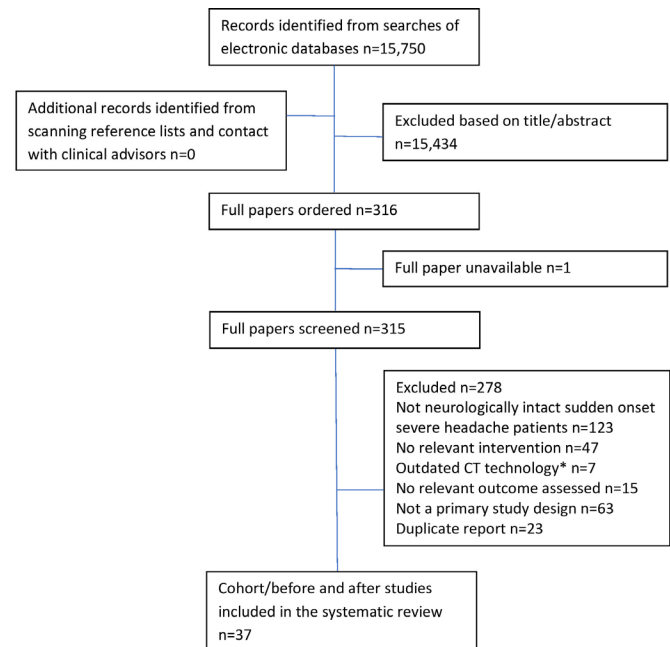 Records identified from searches of
electronic databases n=15,750
Additional records identified from
scanning reference lists and contact
with clinical advisors n=0
Excluded based on title/abstract
n=15,434
Full papers ordered n=316
Full paper unavailable n=1
Full papers screened n=315
Excluded n=278
Not neurologically intact sudden onset
severe headache patients n=123
No relevant intervention n=47
Outdated CT technology* n=7
No relevant outcome assessed n=15
Not a primary study design n=63
Duplicate report n=23
Cohort/before and after studies
included in the systematic review
n=37